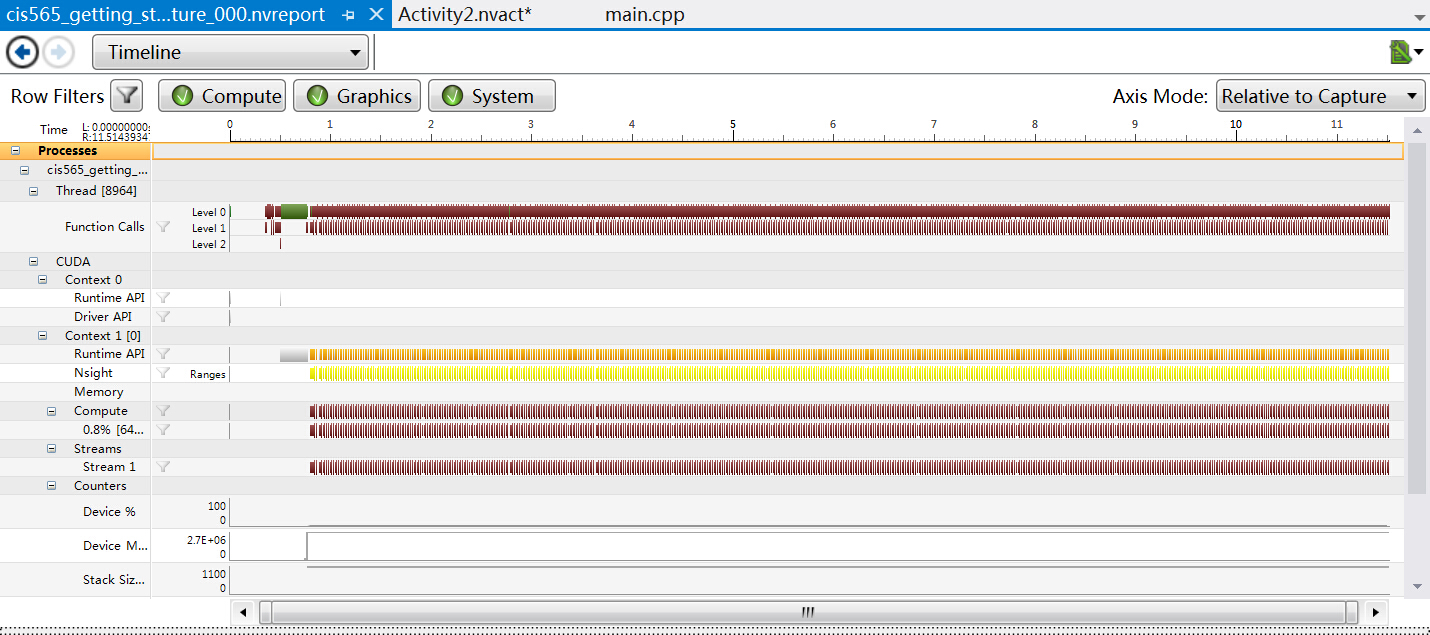 cis565_getting_st...ture_000.nvreport Activity2.nvact* main.cpp
Timeline
Row Filters Compute Graphics System Axis Mode: Relative to Capture
Time L: 0.00000000s 0 1 2 3 4 5 6 7 8 9 10 11
R:11.51439347
Processes
cis565_getting_...
Thread [8964]
Level 0
Function Calls Level 1
Level 2
CUDA
Context 0
Runtime API
Driver API
Context 1 [0]
Runtime API
Nsight Ranges
Memory
Compute
0.8% [64...
Streams
Stream 1
Counters
Device % 100
0
Device M... 2.7E+06
0
Stack Siz... 1100
0